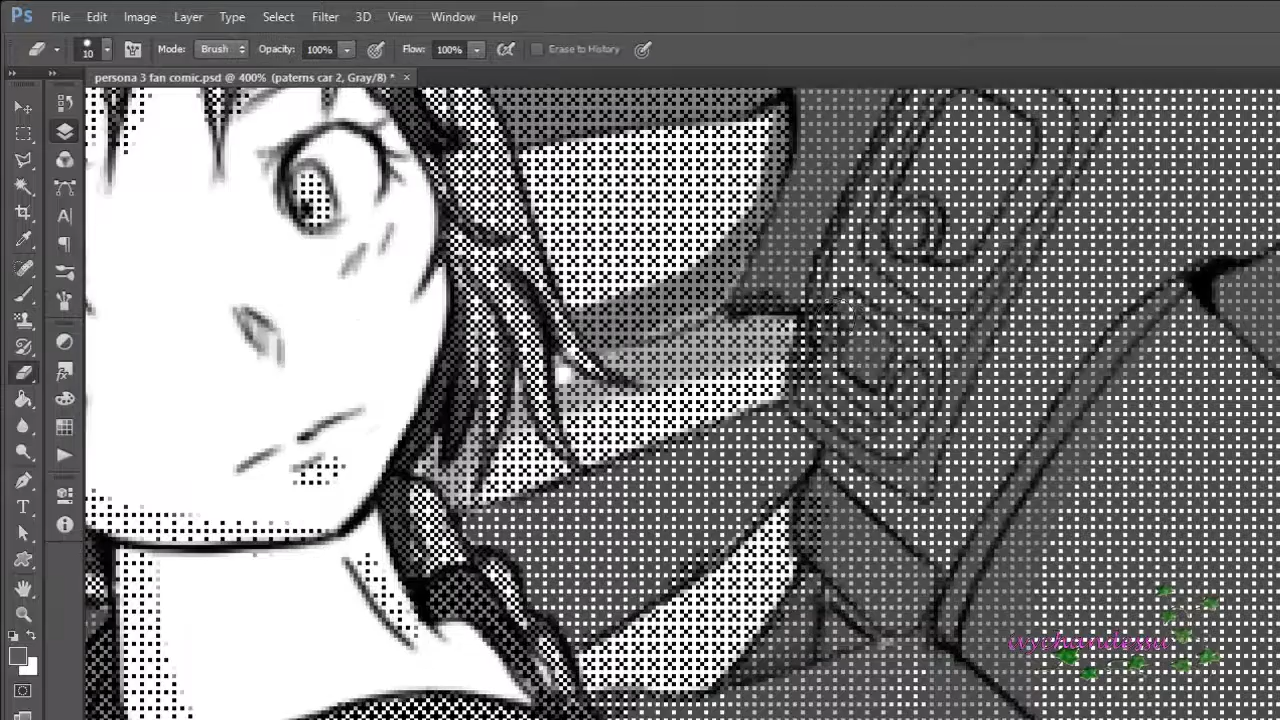 Ps File Edit Image Layer Type Select Filter 3D View Window Help
10 Mode: Brush Opacity: 100% Flow: 100% Erase to History
persona 3 fan comic.psd @ 400% (paterns car 2, Gray/8) * ×